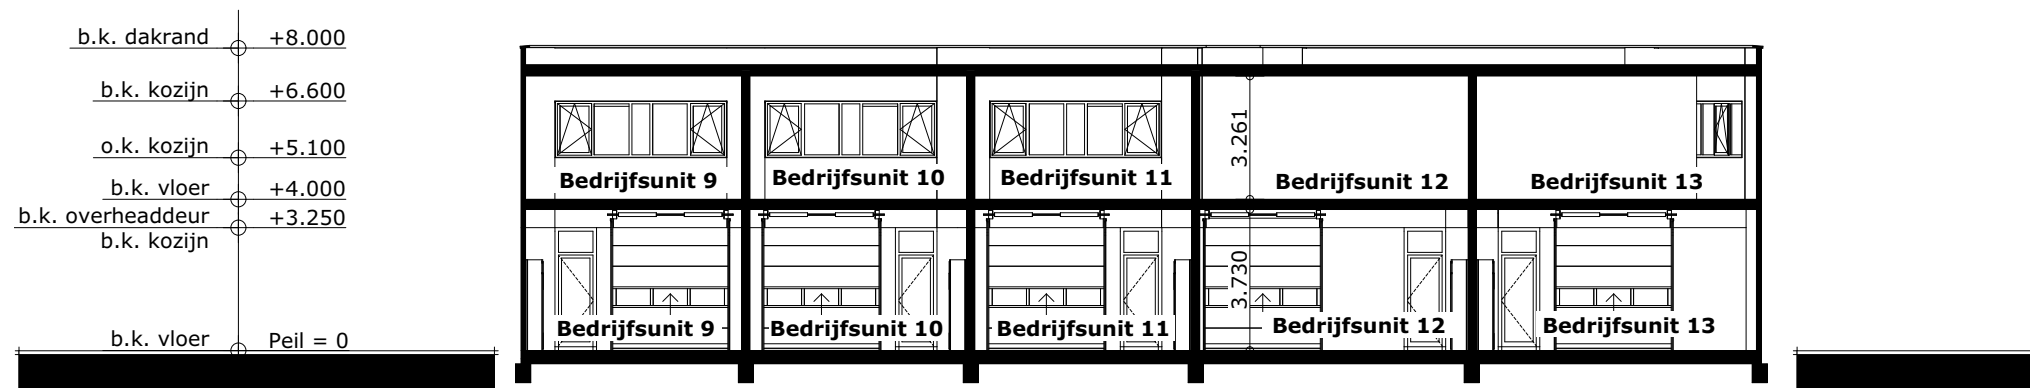 b.k. dakrand +8.000
b.k. kozijn +6.600
o.k. kozijn +5.100
b.k. vloer +4.000
b.k. overheaddeur +3.250
b.k. kozijn
b.k. vloer Peil = 0
3.261
Bedrijfsunit 9 Bedrijfsunit 10 Bedrijfsunit 11 Bedrijfsunit 12 Bedrijfsunit 13
3.730
Bedrijfsunit 9 Bedrijfsunit 10 Bedrijfsunit 11 Bedrijfsunit 12 Bedrijfsunit 13